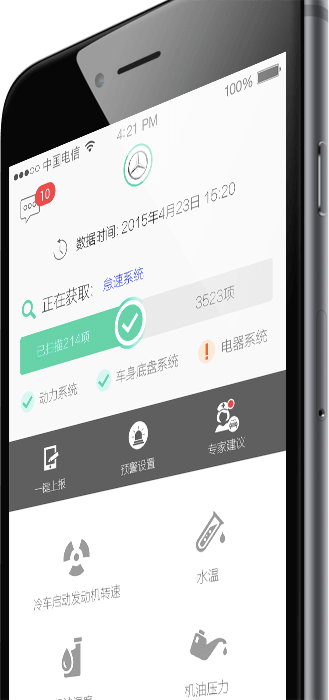 中国电信 4:21 PM 100%
10
数据时间: 2015年4月23日 15:20
正在获取: 怠速系统
已扫描214项 3523项
动力系统 车身底盘系统 电器系统
一键上报 预警设置 专家建议
冷车启动发动机转速 水温
机油压力